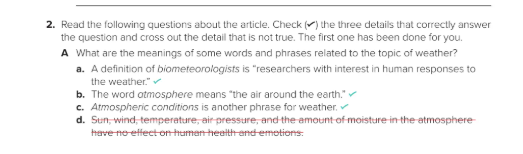 2. Read the following questions about the article. Check (✔) the three details that correctly answer
the question and cross out the detail that is not true. The first one has been done for you.
A What are the meanings of some words and phrases related to the topic of weather?
a. A definition of biometeorologists is "researchers with interest in human responses to
the weather." ✔
b. The word atmosphere means "the air around the earth." ✔
c. Atmospheric conditions is another phrase for weather. ✔
d. Sun, wind, temperature, air pressure, and the amount of moisture in the atmosphere
have no effect on human health and emotions.